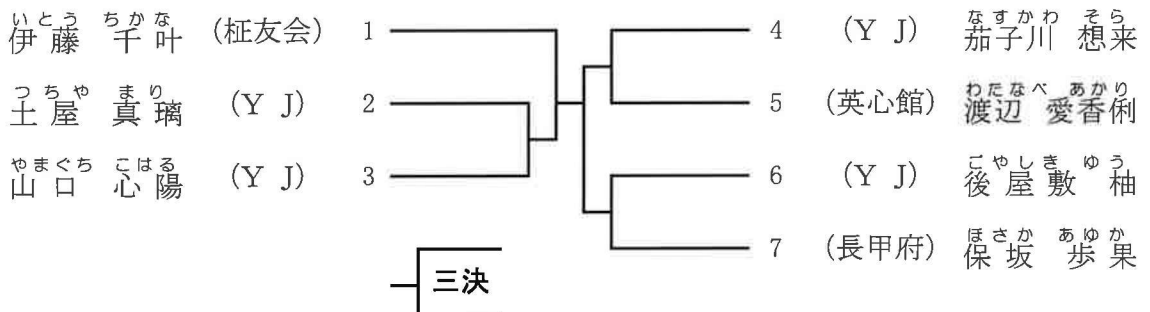 いとう ちかな
伊藤 千叶 (柾友会) 1
つちや まり
土屋 真璃 (YJ) 2
やまぐち こはる
山口 心陽 (YJ) 3
三決
なすかわ そら
4 (YJ) 茄子川 想来
わたなべ あかり
5 (英心館) 渡辺 愛香俐
ごやしき ゆう
6 (YJ) 後屋敷 柚
ほさか あゆか
7 (長甲府) 保坂 歩果